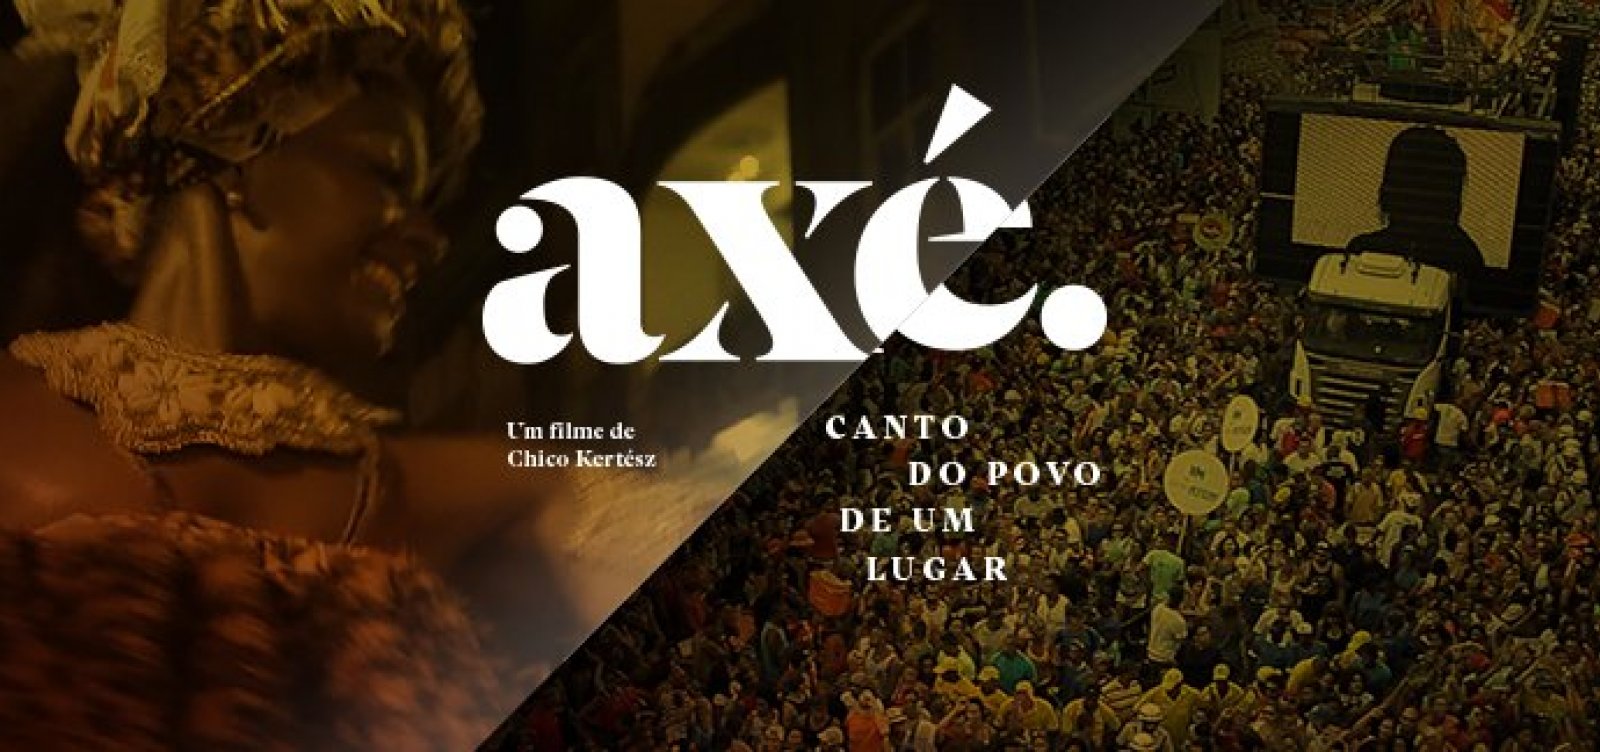 axé.
Um filme de
Chico Kertész
CANTO
DO POVO
DE UM
LUGAR